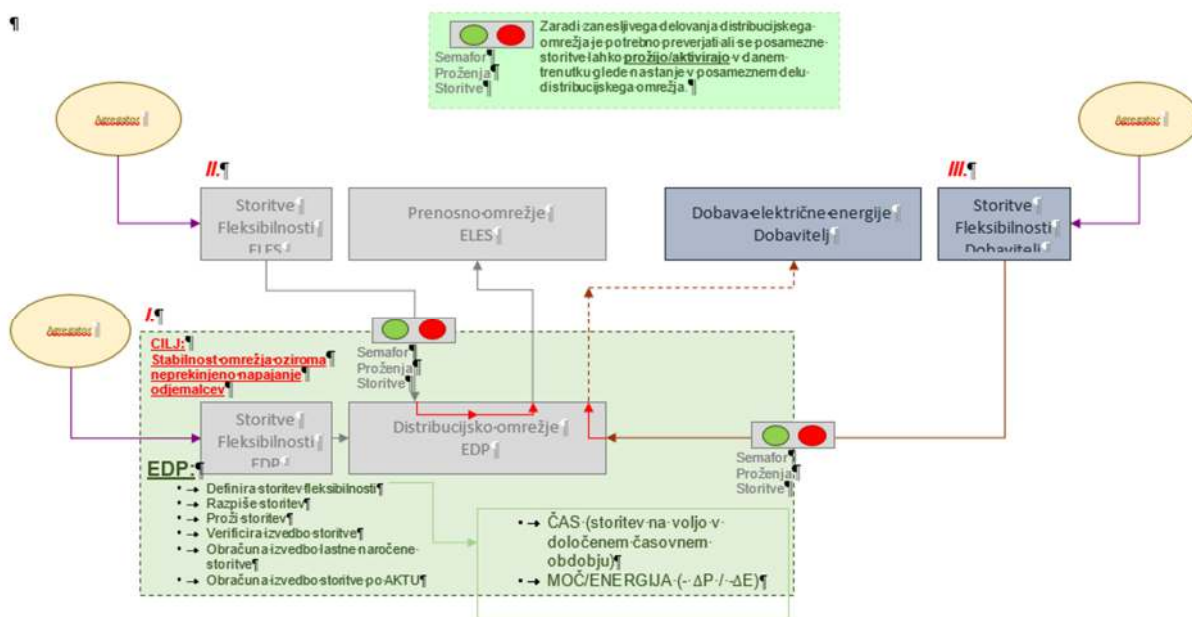 Zaradi zanesljivega delovanja distribucijskega
omrežja je potrebno preverjati ali se posamezne
storitve lahko prožijo/aktivirajo v danem
trenutku glede na stanje v posameznem delu
distribucijskega omrežja.
Semafor
Proženja
Storitve
Agregator
Agregator
II.
III.
Storitve
Fleksibilnosti
ELES
Prenosno omrežje
ELES
Dobava električne energije
Dobavitelj
Storitve
Fleksibilnosti
Dobavitelj
Agregator
I.
CILJ:
Stabilnost omrežja oziroma
neprekinjeno napajanje
odjemalcev
Semafor
Proženja
Storitve
Storitve
Fleksibilnosti
EDP
Distribucijsko omrežje
EDP
Semafor
Proženja
Storitve
EDP:
• Definira storitev fleksibilnosti
• Razpiše storitev
• Proži storitev
• Verificira izvedbo storitve
• Obračuna izvedbo lastne naročene
storitve
• Obračuna izvedbo storitve po AKTU
• ČAS (storitev na voljo v
določenem časovnem
obdobju)
• MOČ/ENERGIJA (- ΔP / -ΔE)